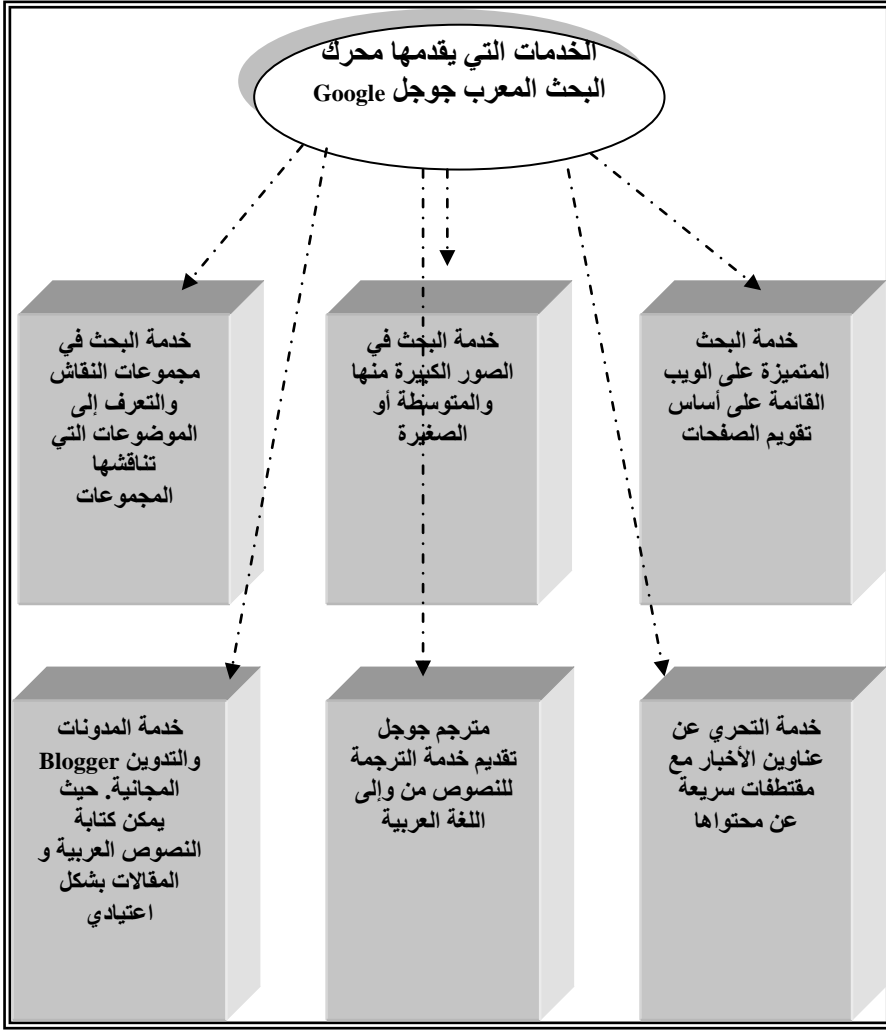 الخدمات التي يقدمها محرك
البحث المعرب جوجل Google
خدمة البحث
المتميزة على الويب
القائمة على أساس
تقويم الصفحات
خدمة البحث في
الصور الكبيرة منها
والمتوسطة أو
الصغيرة
خدمة البحث في
مجموعات النقاش
والتعرف إلى
الموضوعات التي
تناقشها
المجموعات
خدمة التحري عن
عناوين الأخبار مع
مقتطفات سريعة
عن محتواها
مترجم جوجل
تقديم خدمة الترجمة
للنصوص من وإلى
اللغة العربية
خدمة المدونات
والتدوين Blogger
المجانية. حيث
يمكن كتابة
النصوص العربية و
المقالات بشكل
اعتيادي